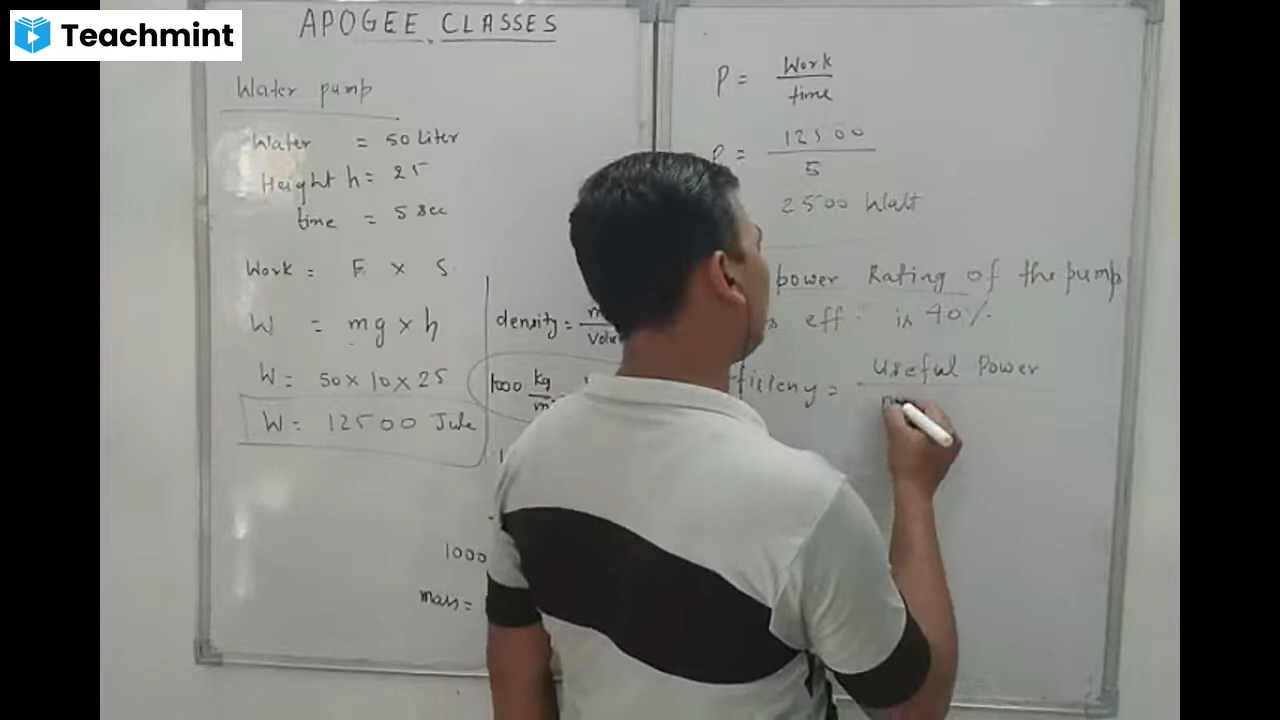 Teachmint
APOGEE CLASSES
Water pump
Water = 50 Liter
Height h = 25
time = 5 sec
Work = F × S
W = mg × h
W = 50 × 10 × 25
W = 12500 Jule
density =
1000 kg
1000
mass =
P = Work
time
P = 12500
5
2500 Watt
power Rating of the pump
eff. is 40%
= Useful Power